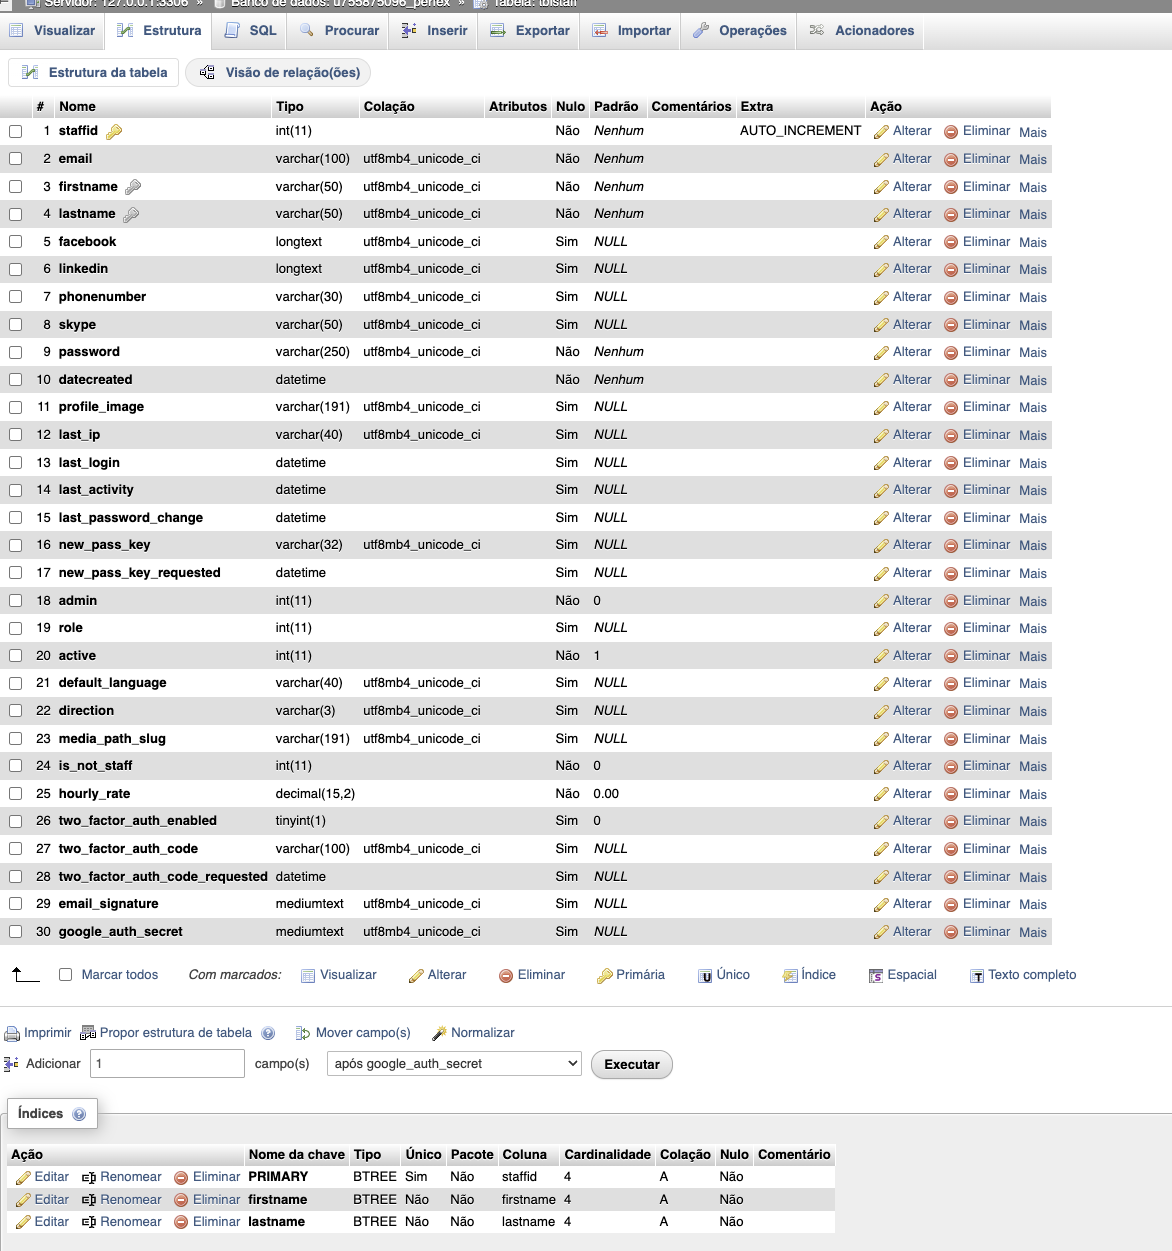 Servidor: 127.0.0.1:3306 » Banco de dados: u755875096_perfex » Tabela: tblstaff
Visualizar Estrutura SQL Procurar Inserir Exportar Importar Operações Acionadores
Estrutura da tabela Visão de relação(ões)
# Nome Tipo Colação Atributos Nulo Padrão Comentários Extra Ação
1 staffid int(11) Não Nenhum AUTO_INCREMENT Alterar Eliminar Mais
2 email varchar(100) utf8mb4_unicode_ci Não Nenhum Alterar Eliminar Mais
3 firstname varchar(50) utf8mb4_unicode_ci Não Nenhum Alterar Eliminar Mais
4 lastname varchar(50) utf8mb4_unicode_ci Não Nenhum Alterar Eliminar Mais
5 facebook longtext utf8mb4_unicode_ci Sim NULL Alterar Eliminar Mais
6 linkedin longtext utf8mb4_unicode_ci Sim NULL Alterar Eliminar Mais
7 phonenumber varchar(30) utf8mb4_unicode_ci Sim NULL Alterar Eliminar Mais
8 skype varchar(50) utf8mb4_unicode_ci Sim NULL Alterar Eliminar Mais
9 password varchar(250) utf8mb4_unicode_ci Não Nenhum Alterar Eliminar Mais
10 datecreated datetime Não Nenhum Alterar Eliminar Mais
11 profile_image varchar(191) utf8mb4_unicode_ci Sim NULL Alterar Eliminar Mais
12 last_ip varchar(40) utf8mb4_unicode_ci Sim NULL Alterar Eliminar Mais
13 last_login datetime Sim NULL Alterar Eliminar Mais
14 last_activity datetime Sim NULL Alterar Eliminar Mais
15 last_password_change datetime Sim NULL Alterar Eliminar Mais
16 new_pass_key varchar(32) utf8mb4_unicode_ci Sim NULL Alterar Eliminar Mais
17 new_pass_key_requested datetime Sim NULL Alterar Eliminar Mais
18 admin int(11) Não 0 Alterar Eliminar Mais
19 role int(11) Sim NULL Alterar Eliminar Mais
20 active int(11) Não 1 Alterar Eliminar Mais
21 default_language varchar(40) utf8mb4_unicode_ci Sim NULL Alterar Eliminar Mais
22 direction varchar(3) utf8mb4_unicode_ci Sim NULL Alterar Eliminar Mais
23 media_path_slug varchar(191) utf8mb4_unicode_ci Sim NULL Alterar Eliminar Mais
24 is_not_staff int(11) Não 0 Alterar Eliminar Mais
25 hourly_rate decimal(15,2) Não 0.00 Alterar Eliminar Mais
26 two_factor_auth_enabled tinyint(1) Sim 0 Alterar Eliminar Mais
27 two_factor_auth_code varchar(100) utf8mb4_unicode_ci Sim NULL Alterar Eliminar Mais
28 two_factor_auth_code_requested datetime Sim NULL Alterar Eliminar Mais
29 email_signature mediumtext utf8mb4_unicode_ci Sim NULL Alterar Eliminar Mais
30 google_auth_secret mediumtext utf8mb4_unicode_ci Sim NULL Alterar Eliminar Mais
Marcar todos Com marcados: Visualizar Alterar Eliminar Primária Único Índice Espacial Texto completo
Imprimir Propor estrutura de tabela Mover campo(s) Normalizar
Adicionar 1 campo(s) após google_auth_secret Executar
Índices
Ação Nome da chave Tipo Único Pacote Coluna Cardinalidade Colação Nulo Comentário
Editar Renomear Eliminar PRIMARY BTREE Sim Não staffid 4 A Não
Editar Renomear Eliminar firstname BTREE Não Não firstname 4 A Não
Editar Renomear Eliminar lastname BTREE Não Não lastname 4 A Não